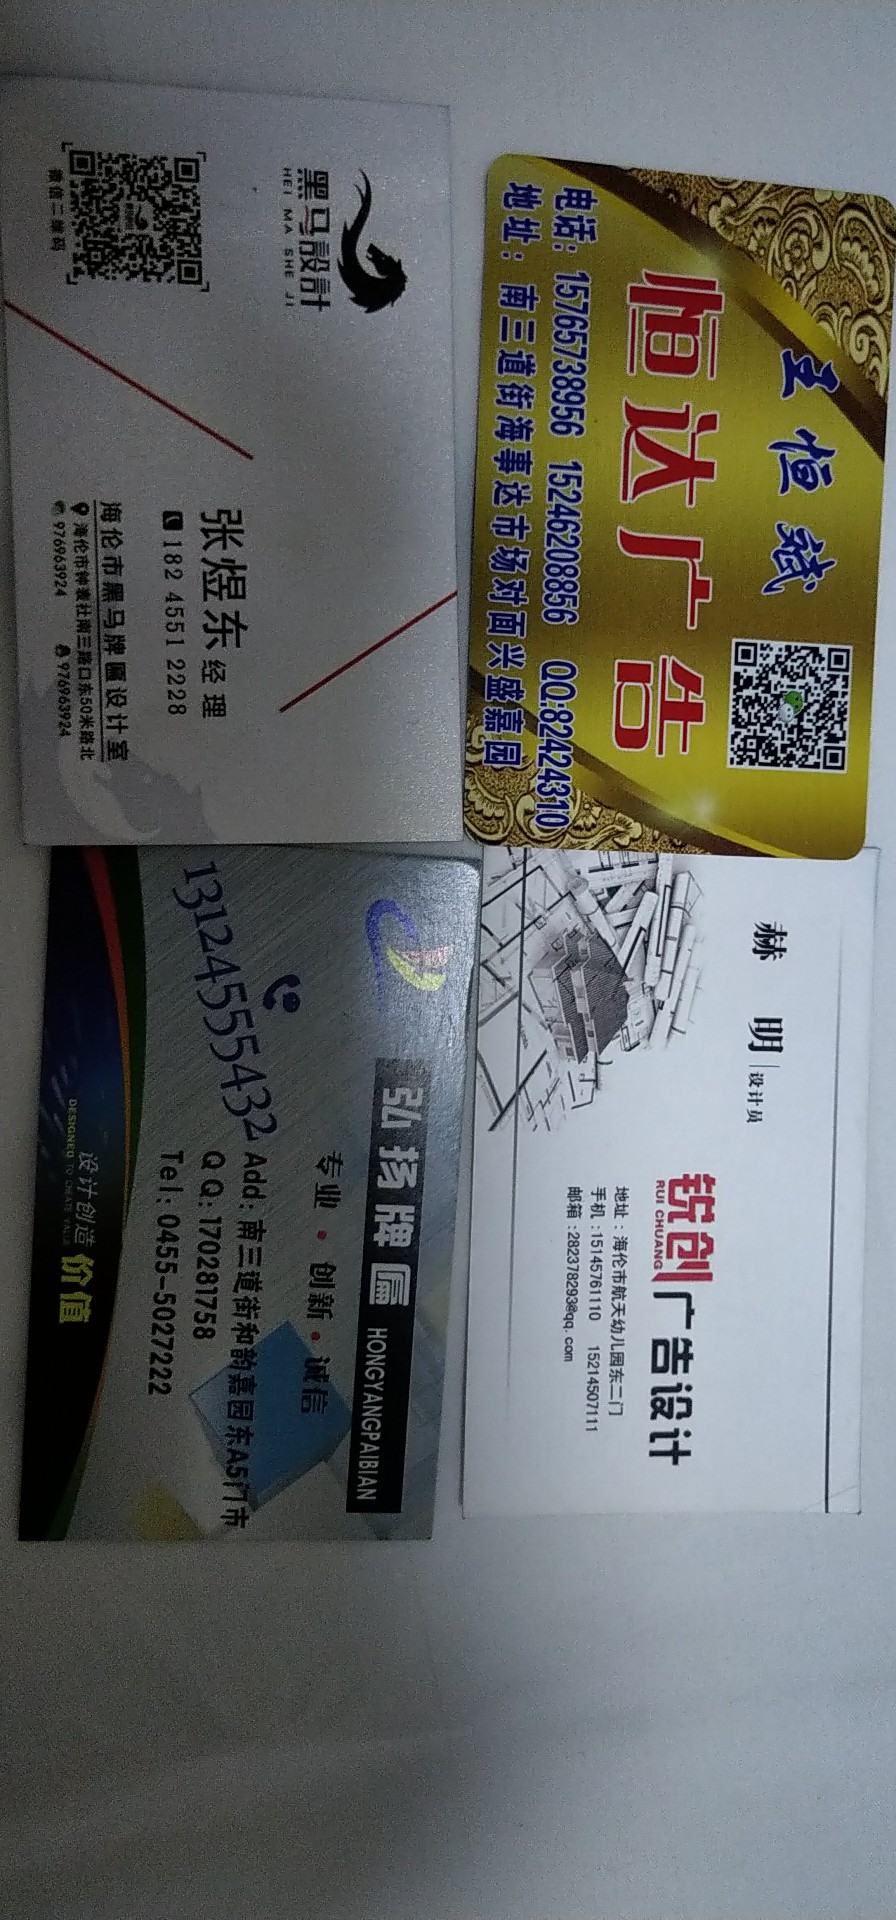 黑马設計
HEI MA SHE JI
微信二维码
张煜东 经理
182 4551 2228
海伦市黑马牌匾设计室
海伦市钟表社南三路口东50米路北
976963924 976963924
王恒斌
恒达广告
电话：15765738956 15246208856 QQ:82424310
地址：南三道街海事达市场对面兴盛嘉园
弘扬牌匾 HONGYANGPAIBIAN
专业·创新·诚信
13124555432
Add: 南三道街和韵嘉园东A5门市
Q Q: 170281758
Tel: 0455-5027222
设计创造价值
DESIGNED TO CREATE VALUE
赫 明 设计员
锐创广告设计
RUI CHUANG
地址：海伦市航天幼儿园东二门
手机：15145761110 15214507111
邮箱：282378293@qq.com